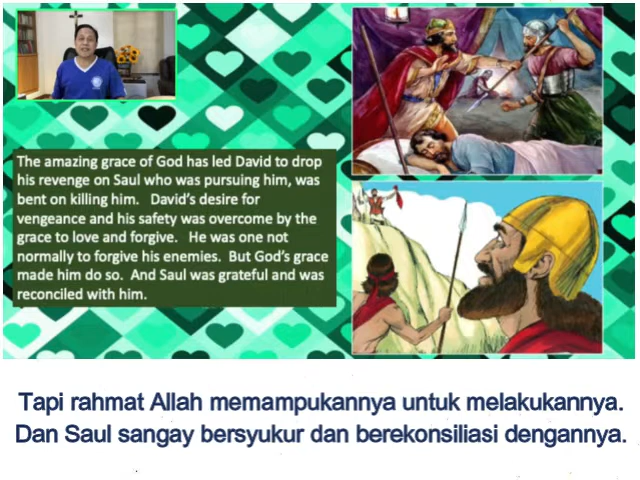 The amazing grace of God has led David to drop
his revenge on Saul who was pursuing him, was
bent on killing him.   David's desire for
vengeance and his safety was overcome by the
grace to love and forgive.   He was one not
normally to forgive his enemies.  But God's grace
made him do so.  And Saul was grateful and was
reconciled with him.
Tapi rahmat Allah memampukannya untuk melakukannya.
Dan Saul sangay bersyukur dan berekonsiliasi dengannya.